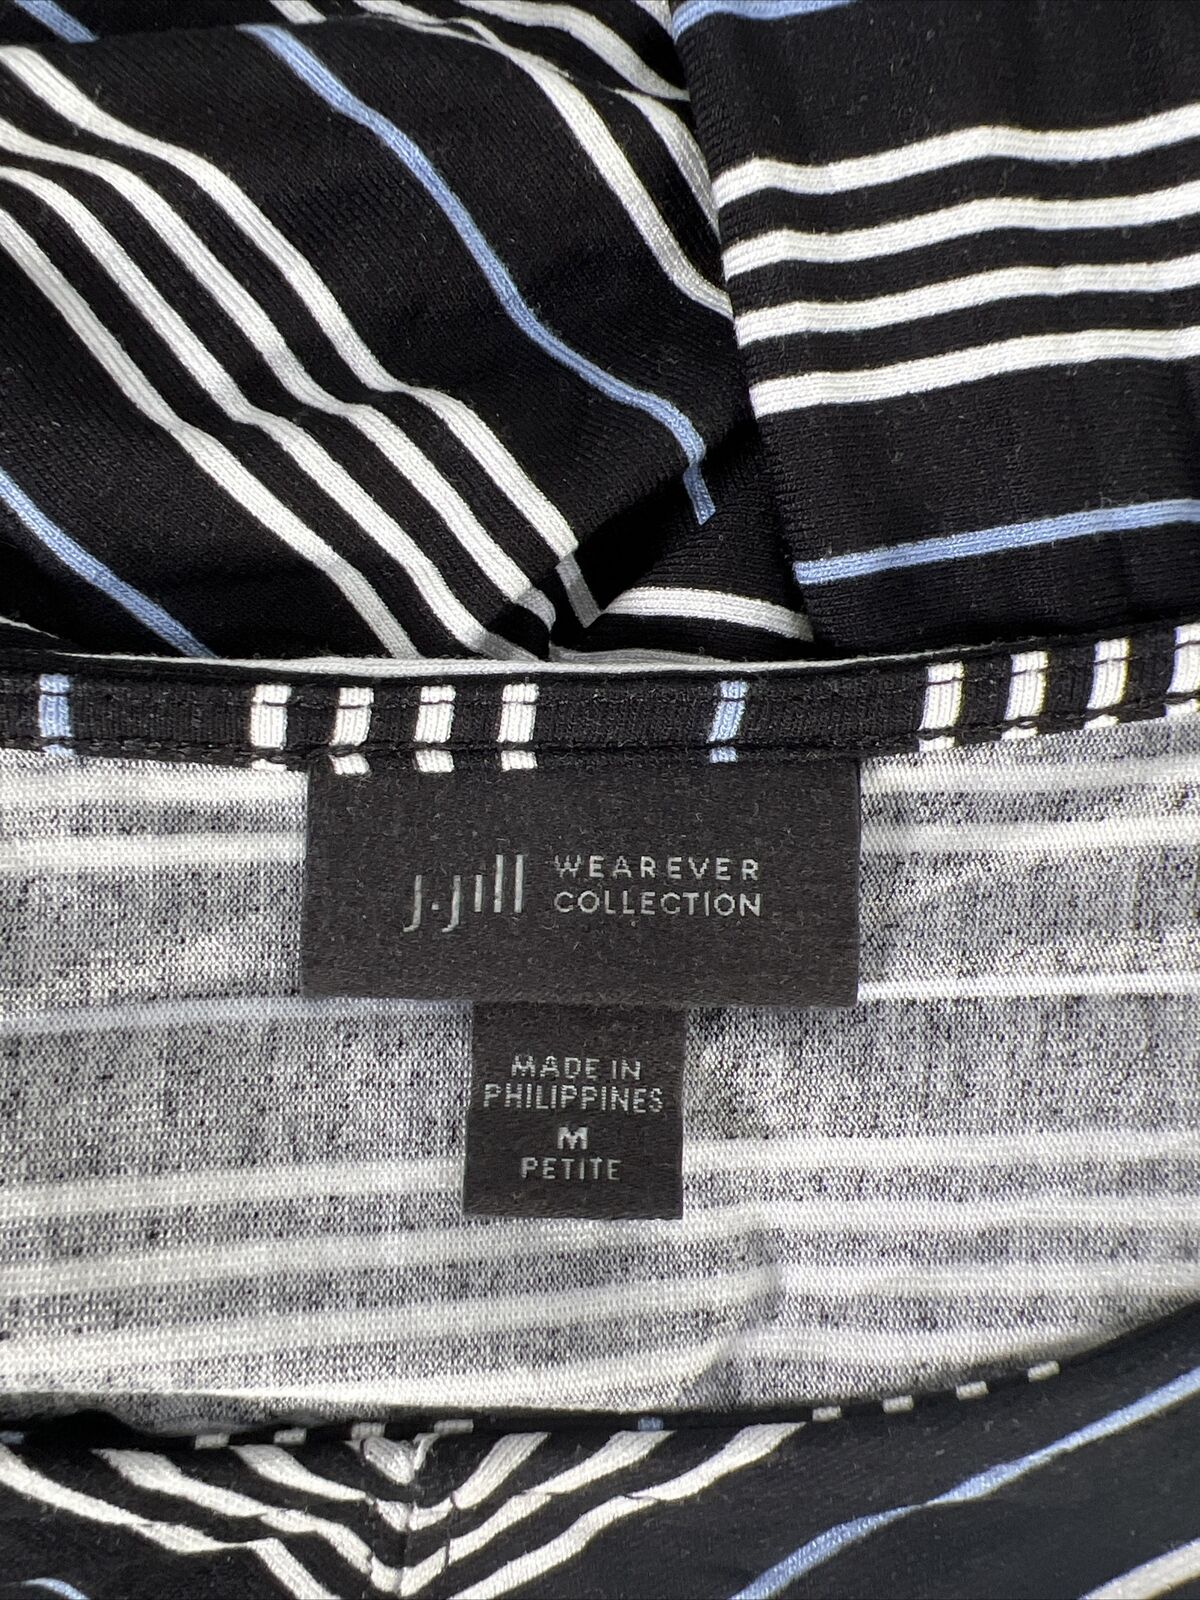 j.jill WEAREVER
COLLECTION
MADE IN
PHILIPPINES
M
PETITE